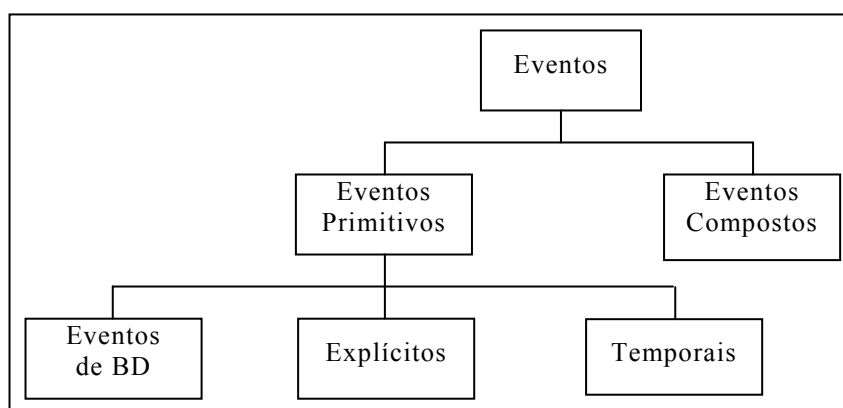 Eventos
Eventos
Primitivos
Eventos
Compostos
Eventos
de BD
Explícitos
Temporais